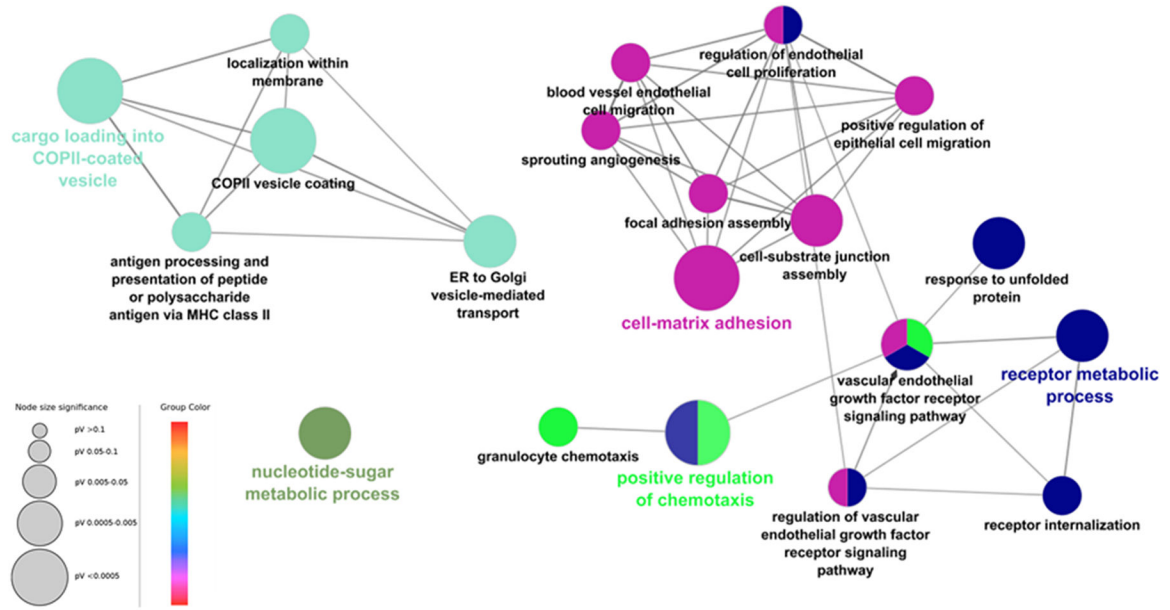 localization within
membrane
cargo loading into
COPII-coated
vesicle
COPII vesicle coating
antigen processing and
presentation of peptide
or polysaccharide
antigen via MHC class II
ER to Golgi
vesicle-mediated
transport
regulation of endothelial
cell proliferation
blood vessel endothelial
cell migration
positive regulation of
epithelial cell migration
sprouting angiogenesis
focal adhesion assembly
cell-substrate junction
assembly
cell-matrix adhesion
response to unfolded
protein
vascular endothelial
growth factor receptor
signaling pathway
receptor metabolic
process
Node size significance
pV >0.1
pV 0.05-0.1
pV 0.005-0.05
pV 0.0005-0.005
pV <0.0005
Group Color
nucleotide-sugar
metabolic process
granulocyte chemotaxis
positive regulation
of chemotaxis
regulation of vascular
endothelial growth factor
receptor signaling
pathway
receptor internalization